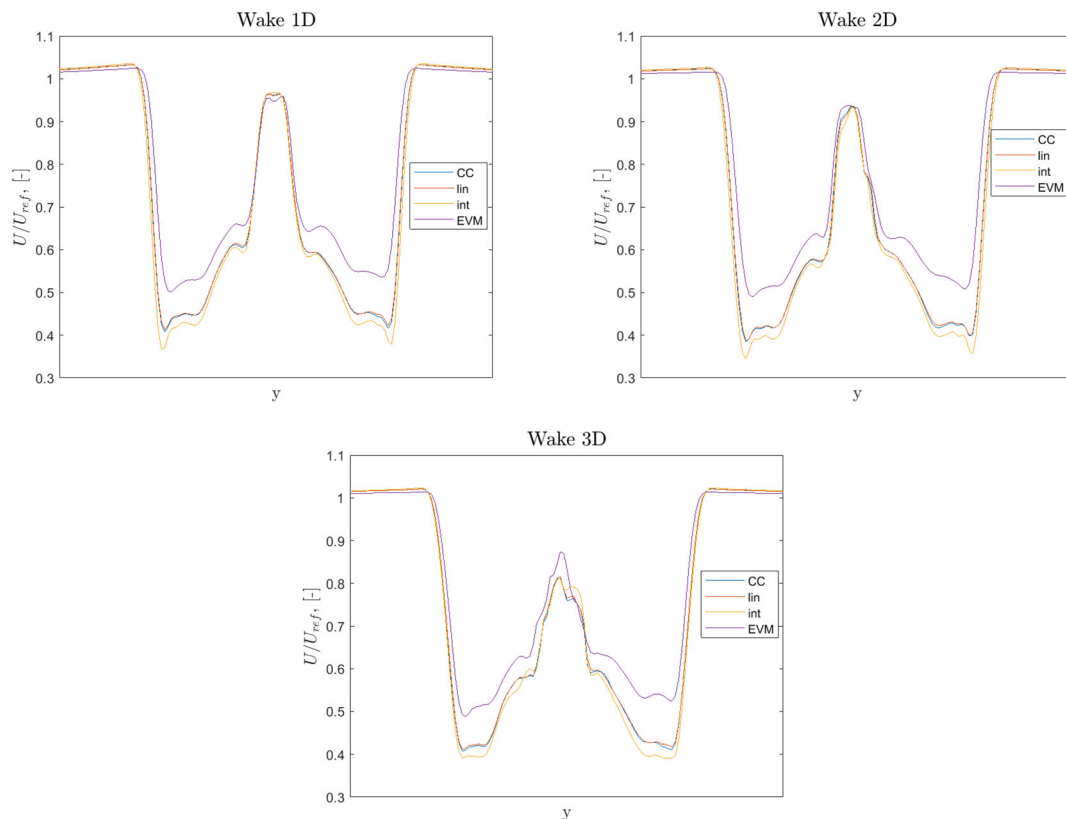 Wake 1D
1.1
1
0.9
0.8
0.7
0.6
0.5
0.4
0.3
U/U_ref, [-]
y
CC
lin
int
EVM
Wake 2D
1.1
1
0.9
0.8
0.7
0.6
0.5
0.4
0.3
U/U_ref, [-]
y
CC
lin
int
EVM
Wake 3D
1.1
1
0.9
0.8
0.7
0.6
0.5
0.4
0.3
U/U_ref, [-]
y
CC
lin
int
EVM